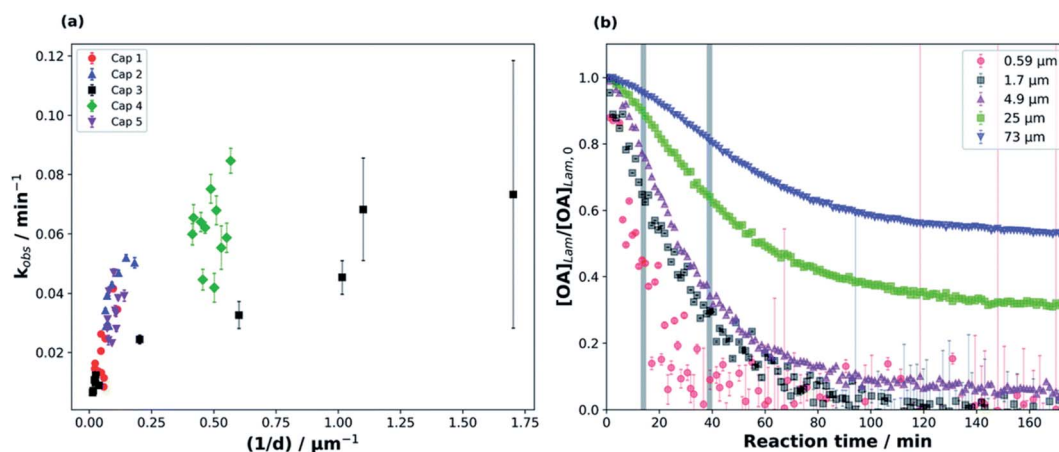 (a)
k_obs / min⁻¹
0.12
0.10
0.08
0.06
0.04
0.02
Cap 1
Cap 2
Cap 3
Cap 4
Cap 5
0.00 0.25 0.50 0.75 1.00 1.25 1.50 1.75
(1/d) / μm⁻¹
(b)
[OA]_Lam/[OA]_Lam, 0
1.0
0.8
0.6
0.4
0.2
0.0
0.59 μm
1.7 μm
4.9 μm
25 μm
73 μm
0 20 40 60 80 100 120 140 160
Reaction time / min